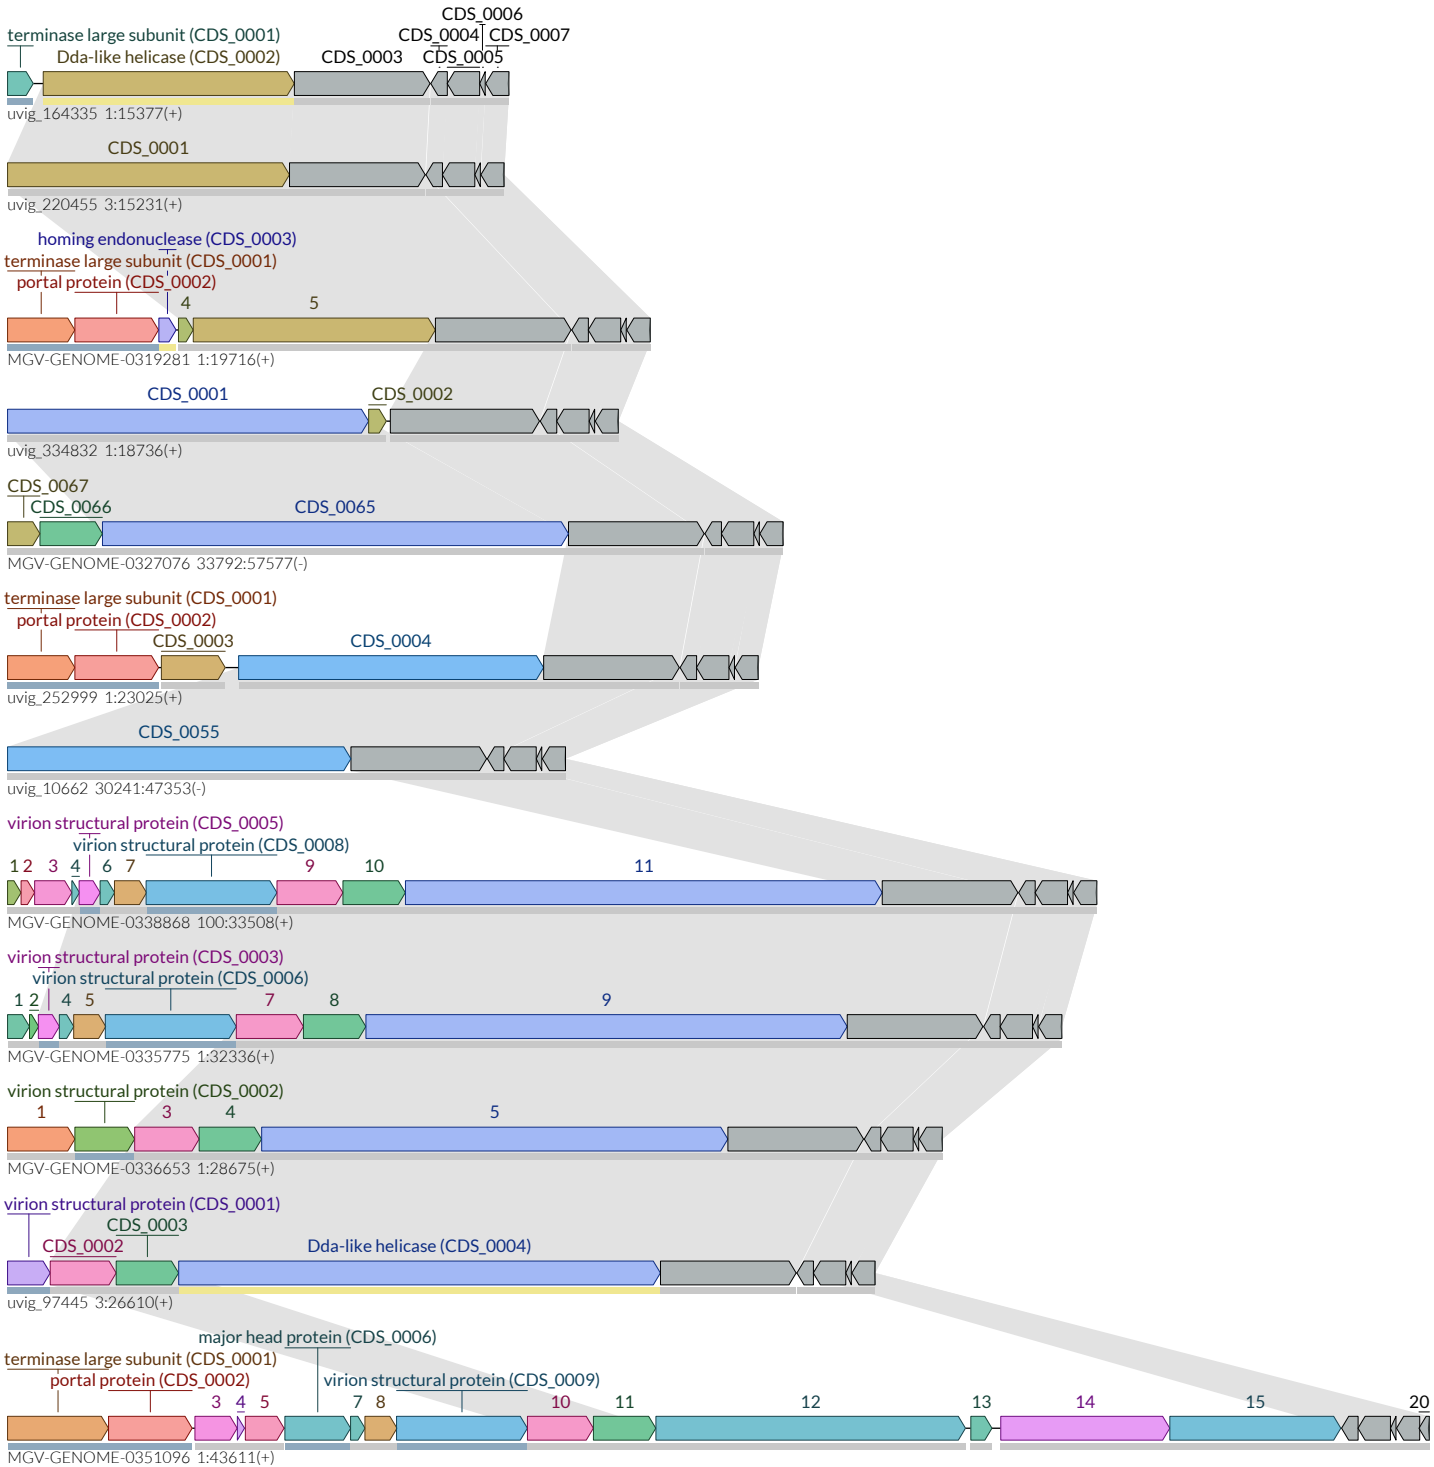 CDS_0006
terminase large subunit (CDS_0001) CDS_0004 CDS_0007
Dda-like helicase (CDS_0002) CDS_0003 CDS_0005
uvig_164335 1:15377(+)
CDS_0001
uvig_220455 3:15231(+)
homing endonuclease (CDS_0003)
terminase large subunit (CDS_0001)
portal protein (CDS_0002)
4 5
MGV-GENOME-0319281 1:19716(+)
CDS_0001 CDS_0002
uvig_334832 1:18736(+)
CDS_0067
CDS_0066 CDS_0065
MGV-GENOME-0327076 33792:57577(-)
terminase large subunit (CDS_0001)
portal protein (CDS_0002)
CDS_0003 CDS_0004
uvig_252999 1:23025(+)
CDS_0055
uvig_10662 30241:47353(-)
virion structural protein (CDS_0005)
virion structural protein (CDS_0008)
1 2 3 4 6 7 9 10 11
MGV-GENOME-0338868 100:33508(+)
virion structural protein (CDS_0003)
virion structural protein (CDS_0006)
1 2 4 5 7 8 9
MGV-GENOME-0335775 1:32336(+)
virion structural protein (CDS_0002)
1 3 4 5
MGV-GENOME-0336653 1:28675(+)
virion structural protein (CDS_0001)
CDS_0003
CDS_0002 Dda-like helicase (CDS_0004)
uvig_97445 3:26610(+)
major head protein (CDS_0006)
terminase large subunit (CDS_0001)
portal protein (CDS_0002) virion structural protein (CDS_0009)
3 4 5 7 8 10 11 12 13 14 15 20
MGV-GENOME-0351096 1:43611(+)